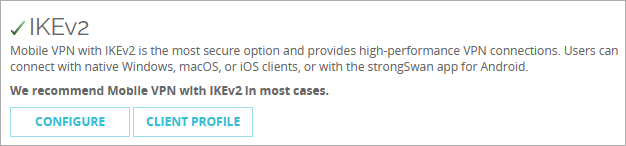 IKEv2
Mobile VPN with IKEv2 is the most secure option and provides high-performance VPN connections. Users can
connect with native Windows, macOS, or iOS clients, or with the strongSwan app for Android.
We recommend Mobile VPN with IKEv2 in most cases.
CONFIGURE CLIENT PROFILE